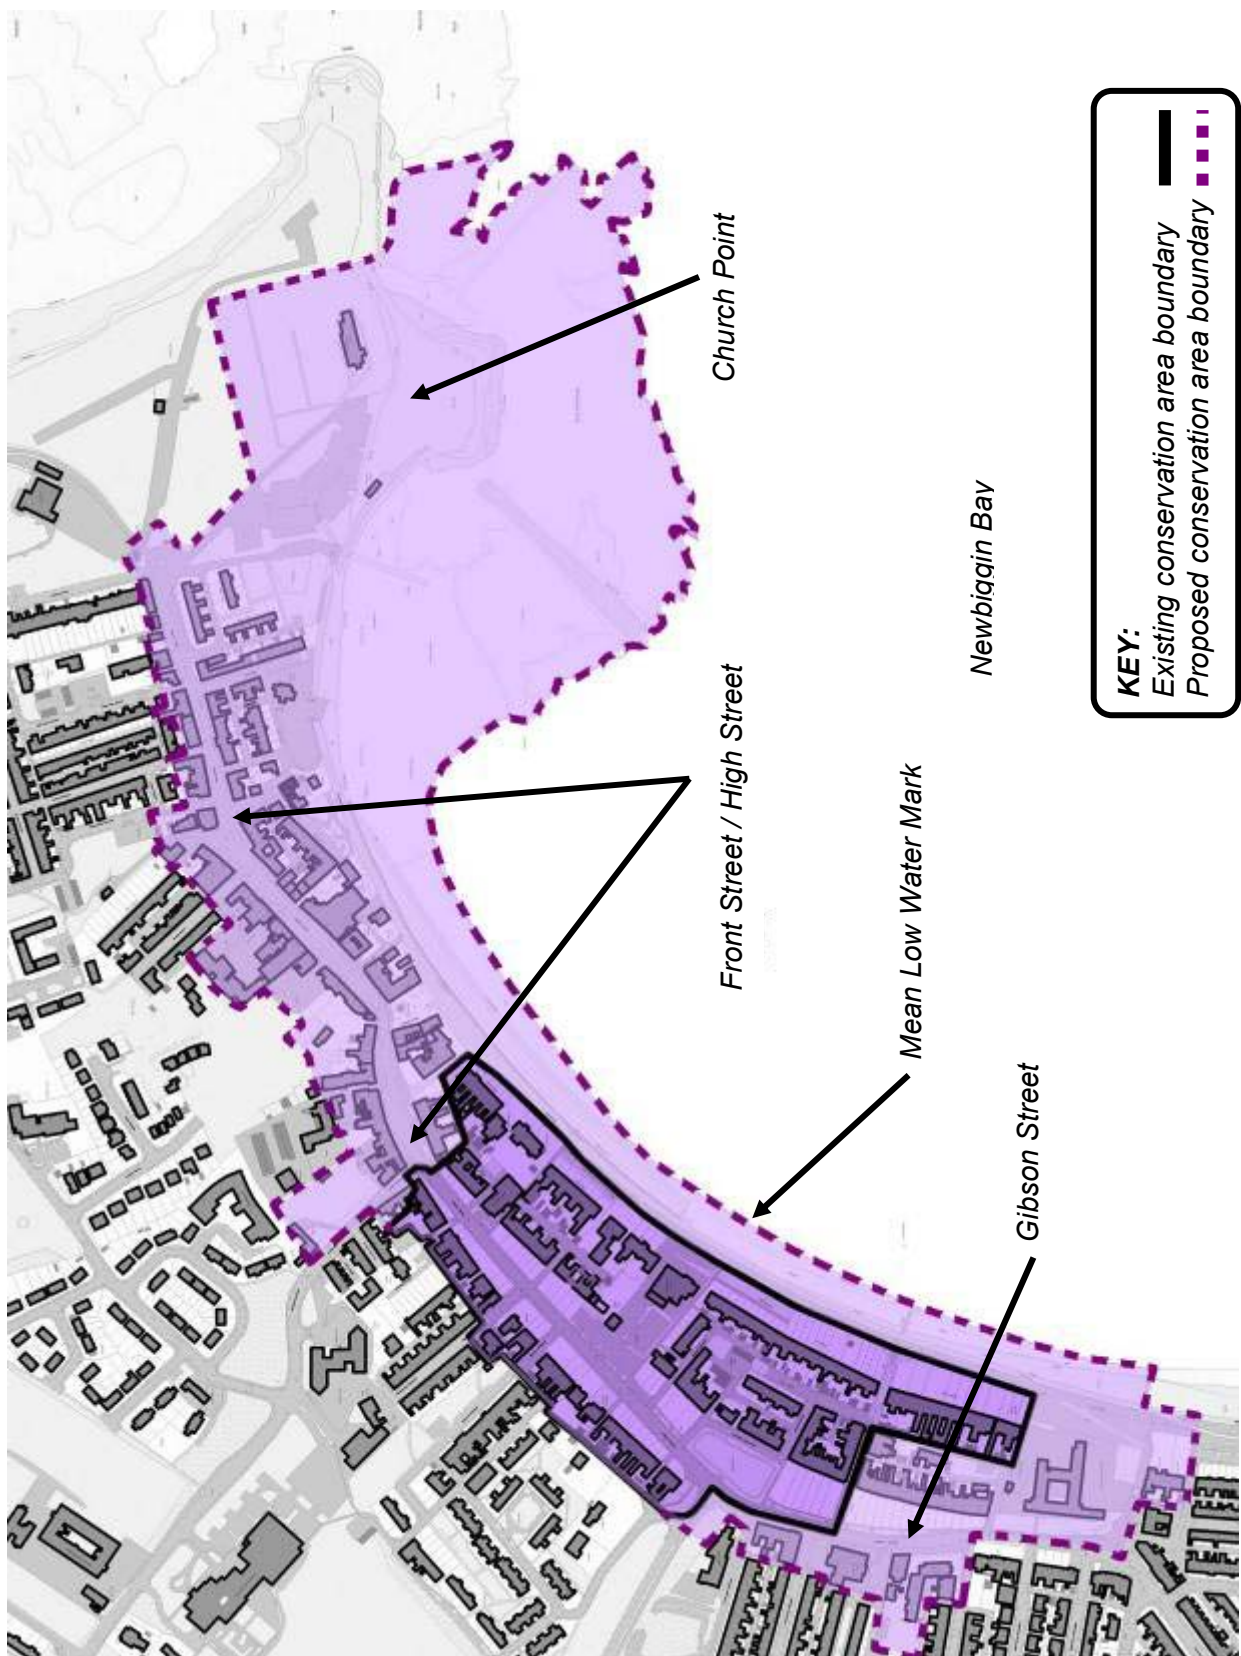 Church Point
Front Street / High Street
Newbiggin Bay
Mean Low Water Mark
Gibson Street
KEY:
Existing conservation area boundary
Proposed conservation area boundary